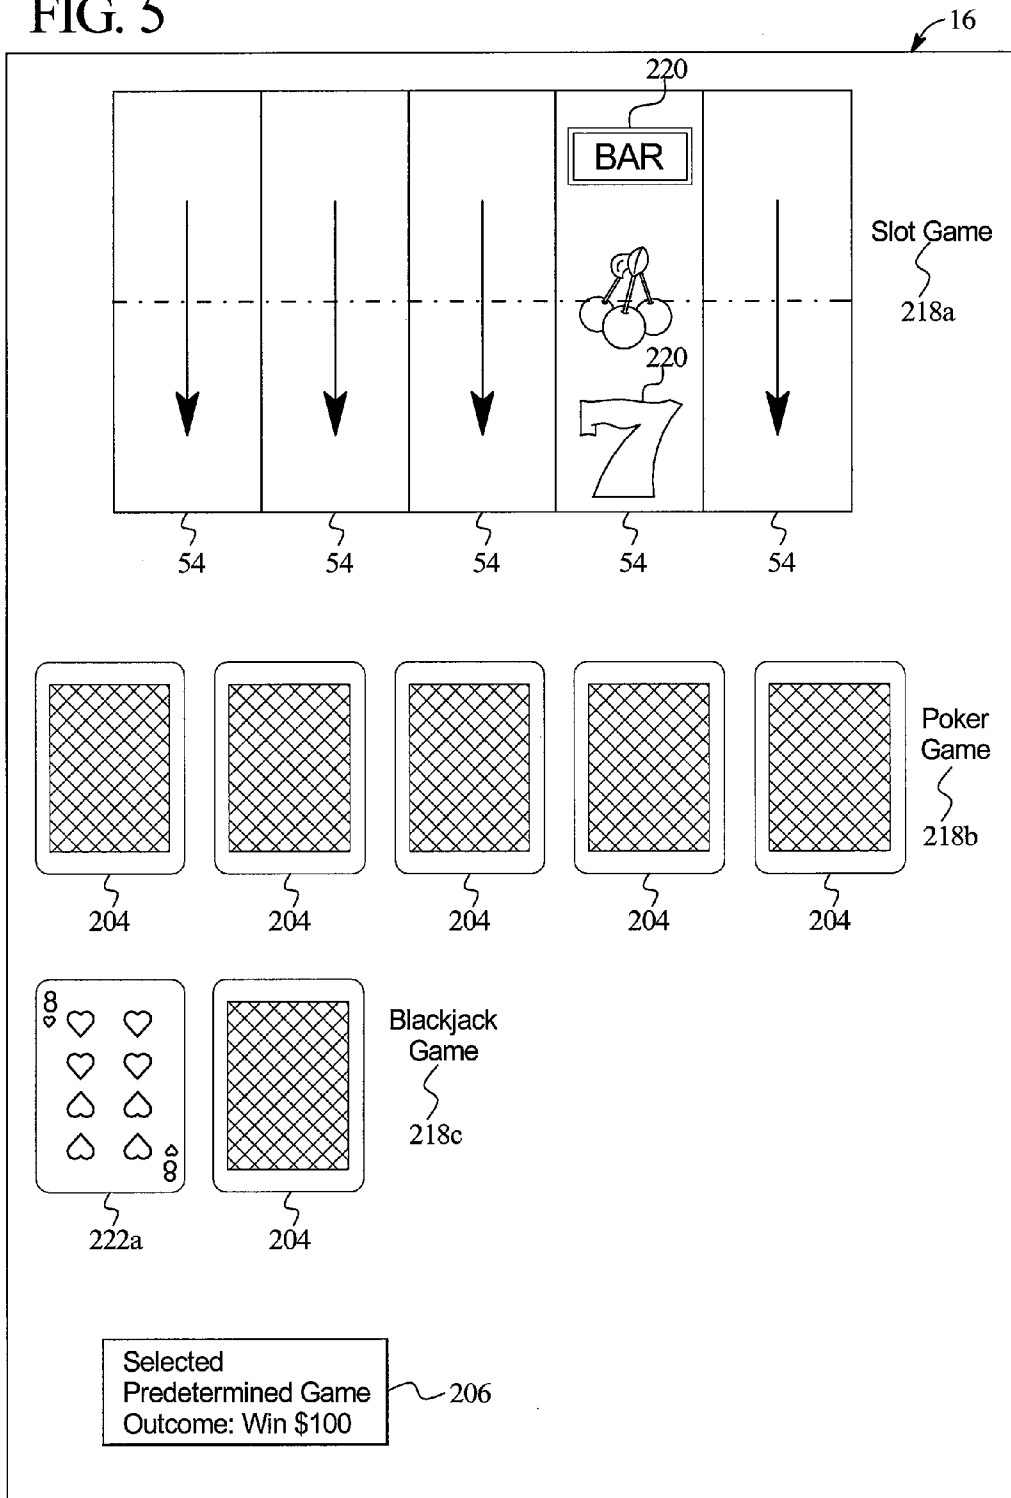 FIG. 5
16
220
BAR
Slot Game
218a
220
7
54 54 54 54 54
Poker
Game
218b
204 204 204 204 204
8
8
Blackjack
Game
218c
222a 204
Selected
Predetermined Game
Outcome: Win $100
206